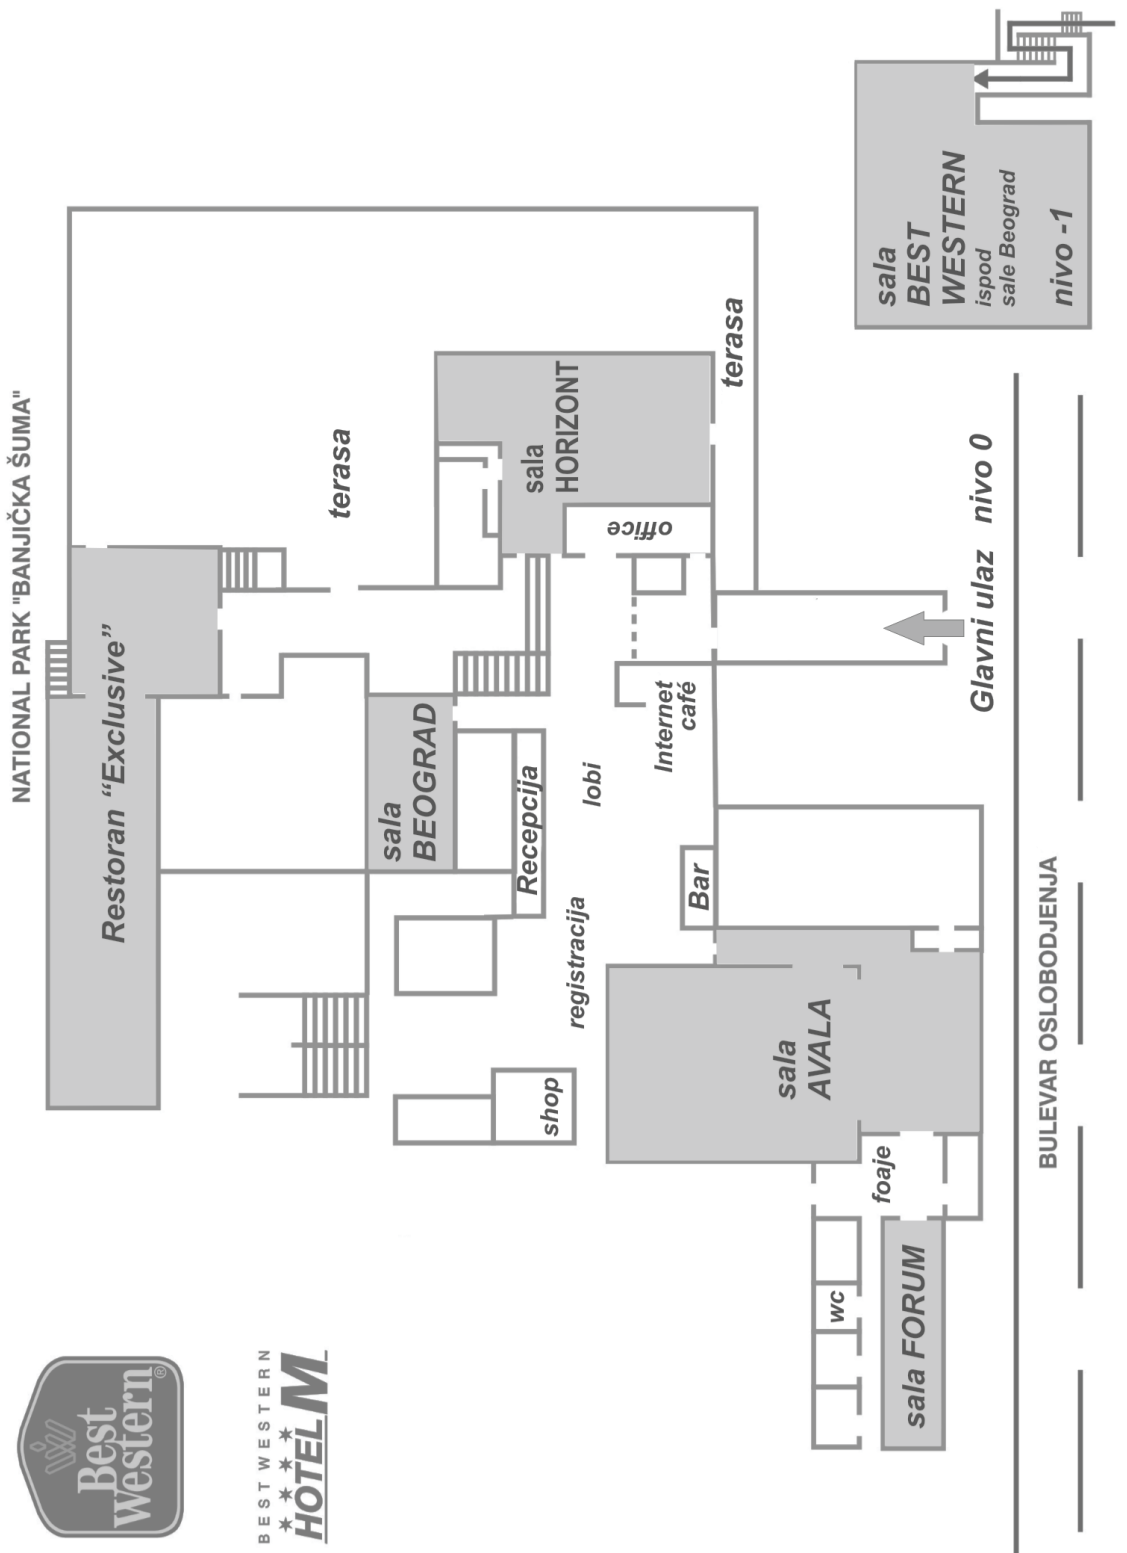 NATIONAL PARK "BANJIČKA ŠUMA"
Restoran “Exclusive”
terasa
sala
BEOGRAD
Recepcija
sala
HORIZONT
office
terasa
lobi
Internet
café
registracija
Bar
shop
sala
AVALA
foaje
wc
sala FORUM
Glavni ulaz nivo 0
BULEVAR OSLOBODJENJA
sala
BEST
WESTERN
ispod
sale Beograd
nivo -1
Best
Western®
BEST WESTERN
HOTEL M